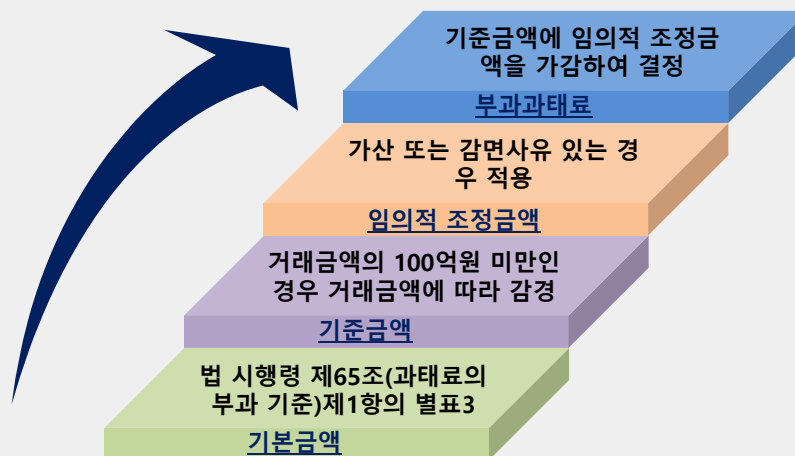 기준금액에 임의적 조정금
액을 가감하여 결정
부과과태료
가산 또는 감면사유 있는 경
우 적용
임의적 조정금액
거래금액의 100억원 미만인
경우 거래금액에 따라 감경
기준금액
법 시행령 제65조(과태료의
부과 기준)제1항의 별표3
기본금액